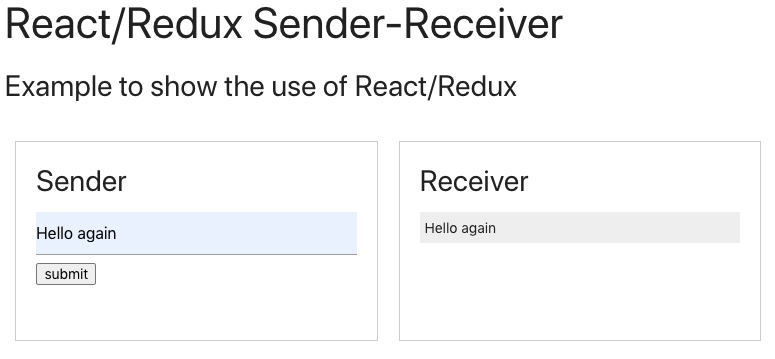 React/Redux Sender-Receiver
Example to show the use of React/Redux
Sender
Hello again
submit
Receiver
Hello again